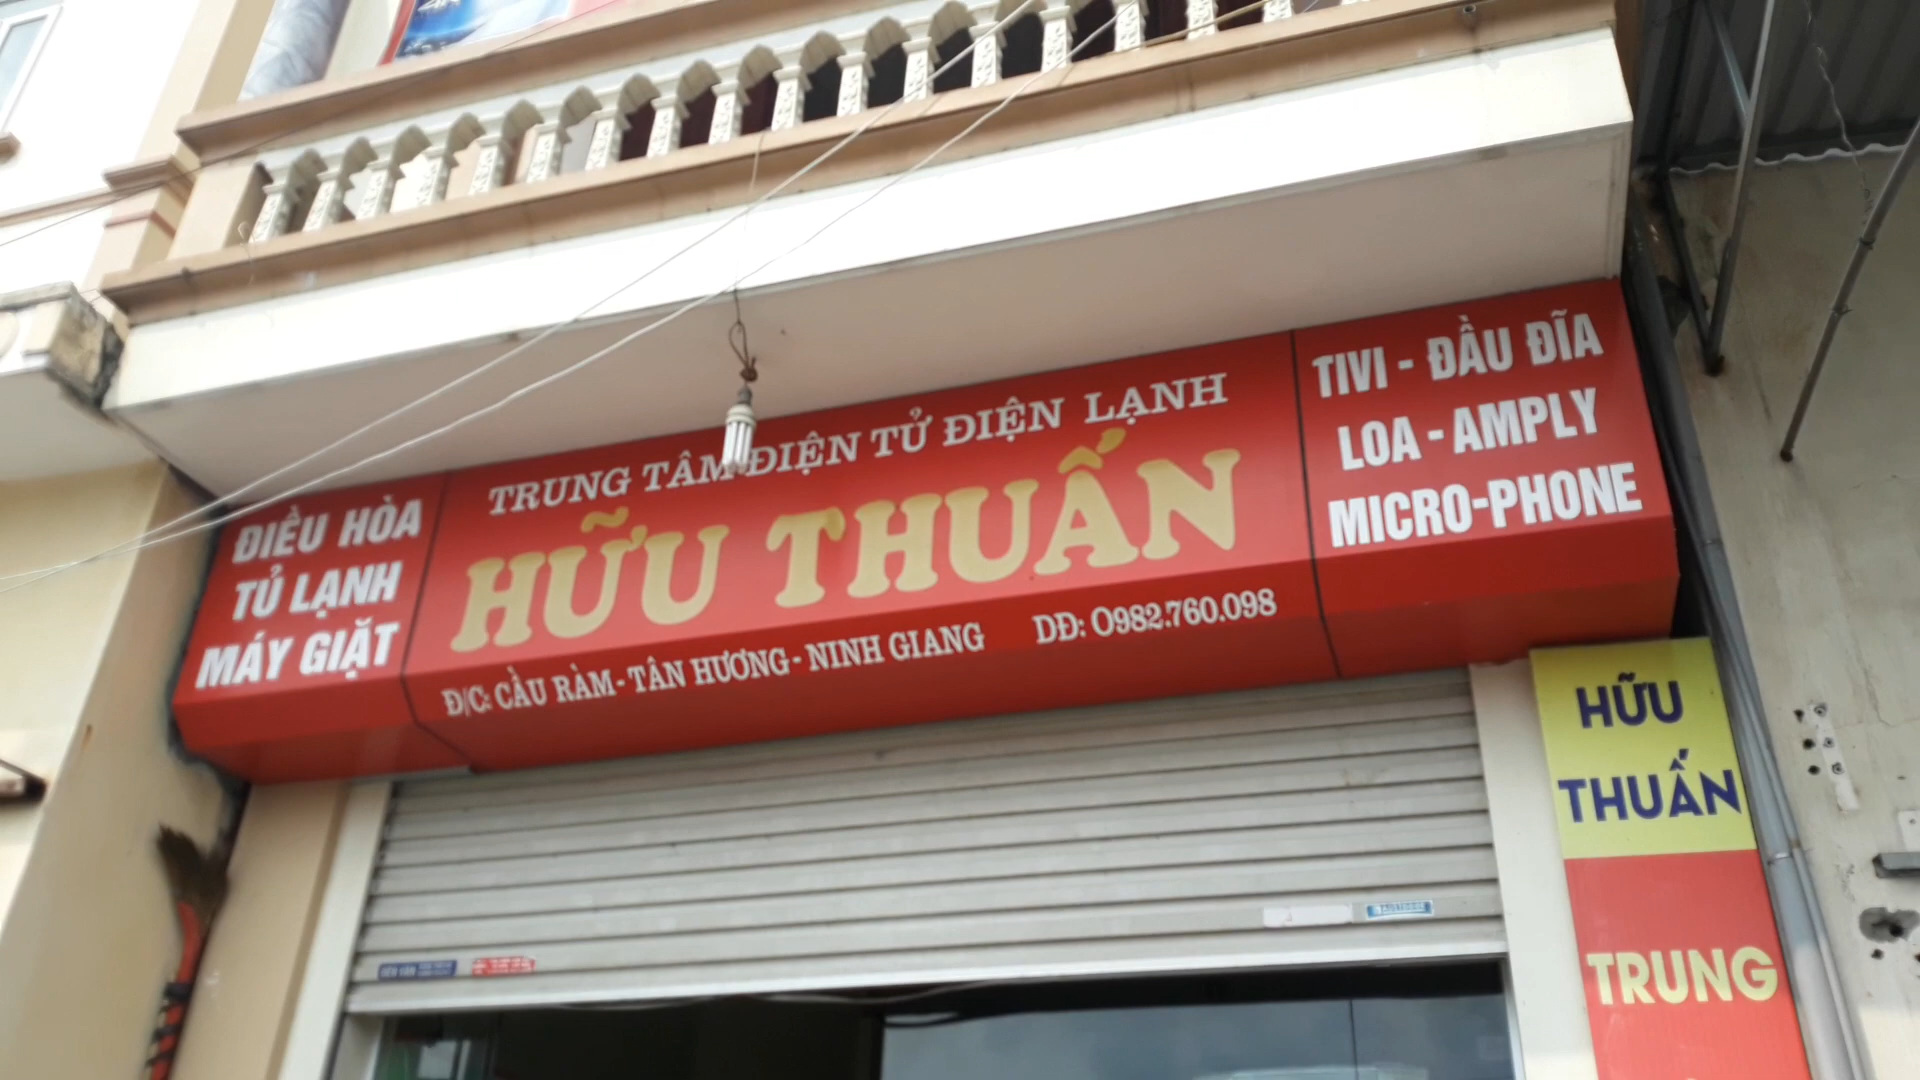 ĐIỀU HÒA
TỦ LẠNH
MÁY GIẶT
TRUNG TÂM ĐIỆN TỬ ĐIỆN LẠNH
HỮU THUẤN
Đ/C: CẦU RÀM - TÂN HƯƠNG - NINH GIANG DĐ: 0982.760.098
TIVI - ĐẦU ĐĨA
LOA - AMPLY
MICRO-PHONE
HỮU
THUẤN
TRUNG